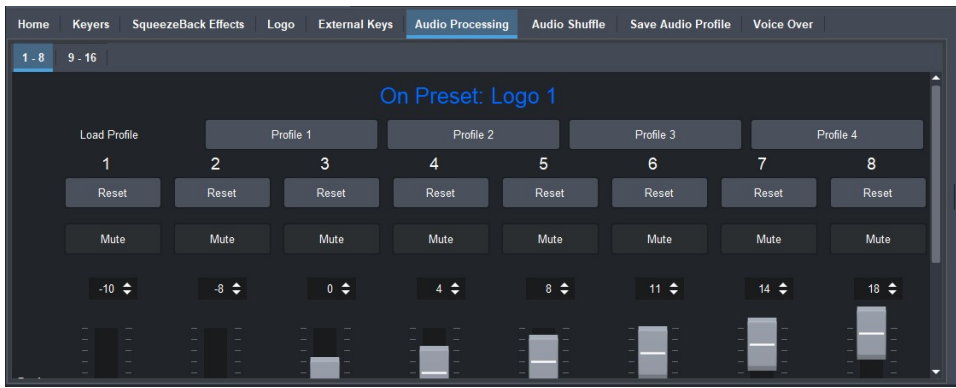 Home Keyers SqueezeBack Effects Logo External Keys Audio Processing Audio Shuffle Save Audio Profile Voice Over
1 - 8 9 - 16
On Preset: Logo 1
Load Profile Profile 1 Profile 2 Profile 3 Profile 4
1 2 3 4 5 6 7 8
Reset Reset Reset Reset Reset Reset Reset Reset
Mute Mute Mute Mute Mute Mute Mute Mute
-10 -8 0 4 8 11 14 18